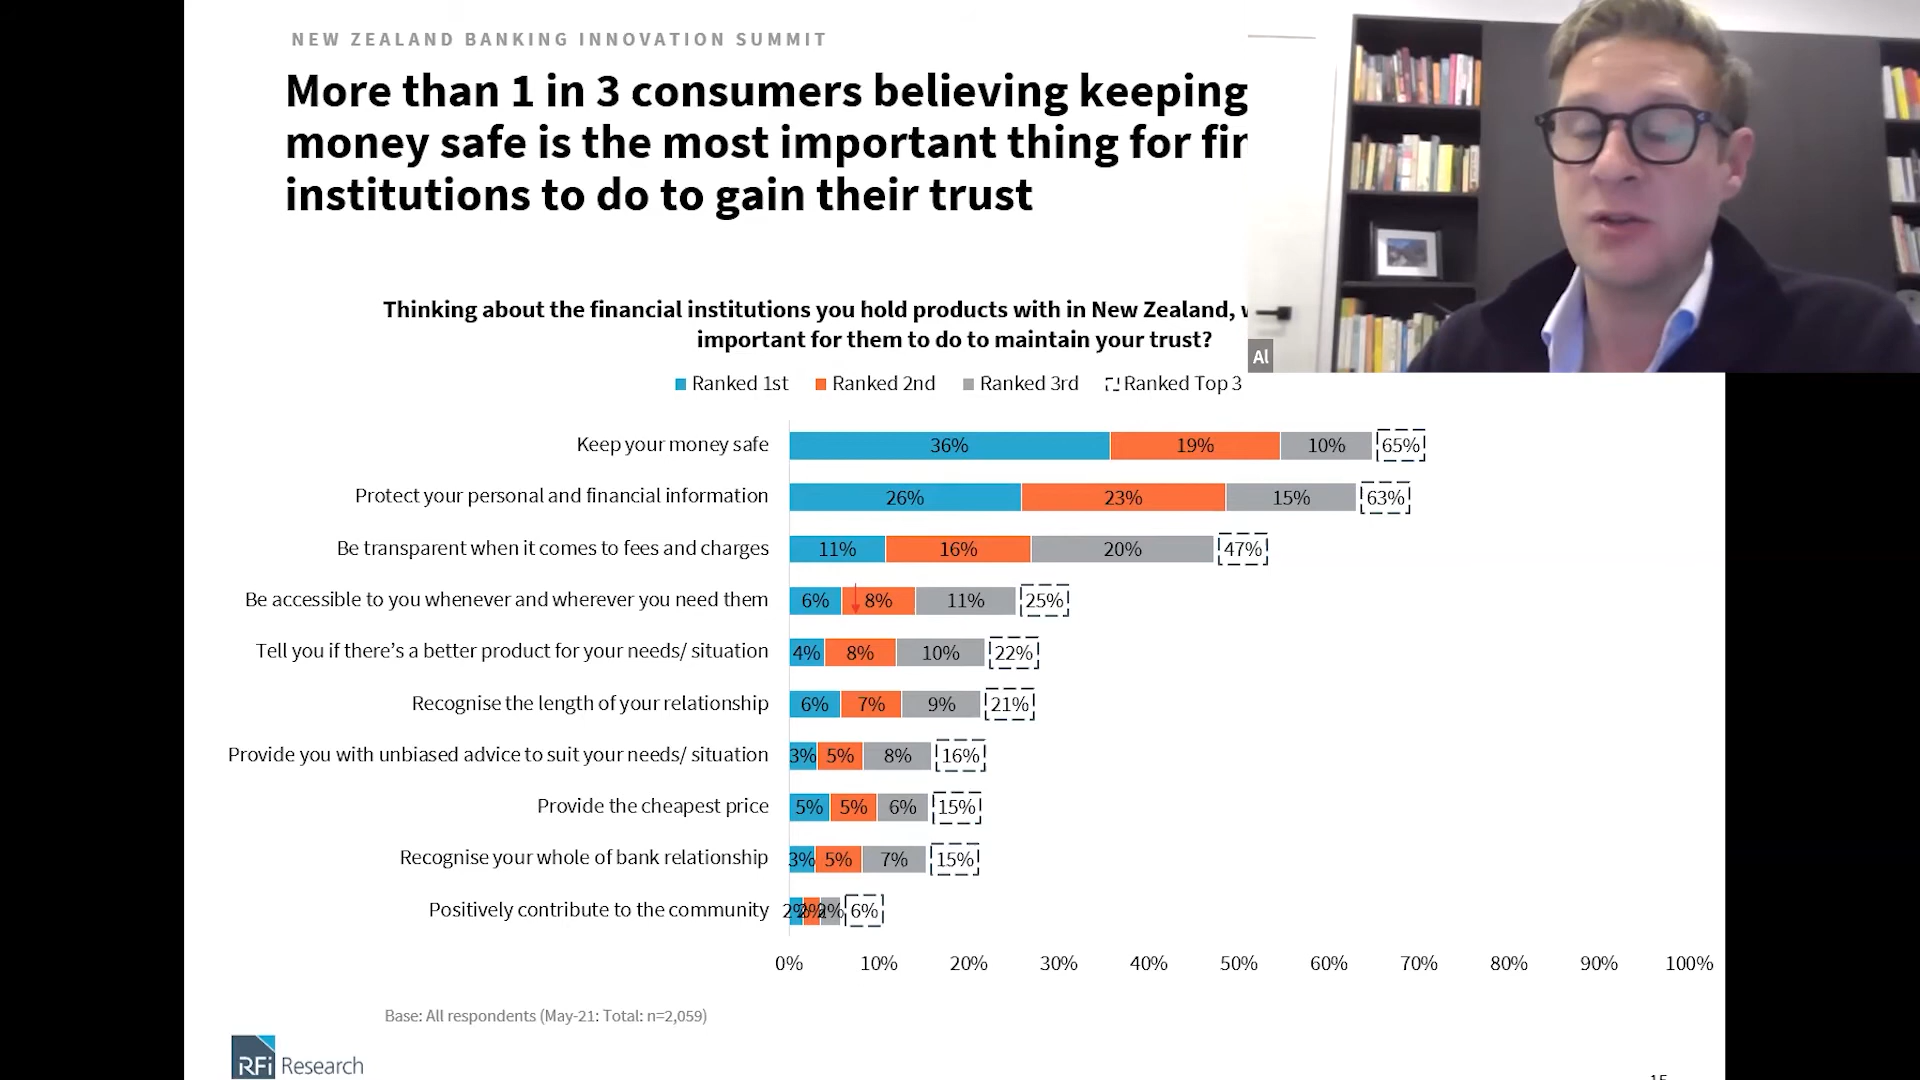 NEW ZEALAND BANKING INNOVATION SUMMIT
More than 1 in 3 consumers believing keeping
money safe is the most important thing for
institutions to do to gain their trust
Thinking about the financial institutions you hold products with in New Zealand,
important for them to do to maintain your trust?
Ranked 1st Ranked 2nd Ranked 3rd Ranked Top 3
Al
Keep your money safe 36% 19% 10% 65%
Protect your personal and financial information 26% 23% 15% 63%
Be transparent when it comes to fees and charges 11% 16% 20% 47%
Be accessible to you whenever and wherever you need them 6% 8% 11% 25%
Tell you if there's a better product for your needs/ situation 4% 8% 10% 22%
Recognise the length of your relationship 6% 7% 9% 21%
Provide you with unbiased advice to suit your needs/ situation 3% 5% 8% 16%
Provide the cheapest price 5% 5% 6% 15%
Recognise your whole of bank relationship 3% 5% 7% 15%
Positively contribute to the community 2% 2% 2% 6%
0% 10% 20% 30% 40% 50% 60% 70% 80% 90% 100%
Base: All respondents (May-21: Total: n=2,059)
RFi Research